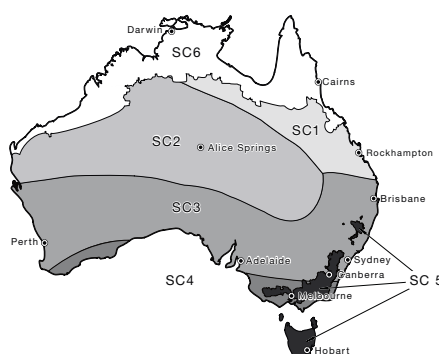 Darwin
SC6
Cairns
SC1
SC2
Alice Springs
Rockhampton
Brisbane
SC3
Perth
Adelaide
Sydney
Canberra
SC4
SC 5
Melbourne
Hobart